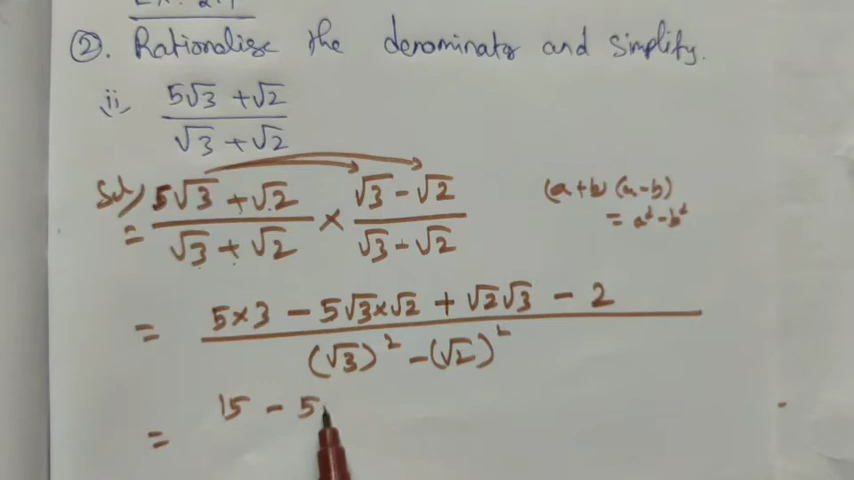 ② Rationalise the denominator and simplify.
ii) (5√3 + √2)/(√3 + √2)
Sol) = (5√3 + √2)/(√3 + √2) × (√3 - √2)/(√3 - √2)
(a+b)(a-b)
= a² - b²
= (5×3 - 5√3×√2 + √2√3 - 2)/((√3)² - (√2)²)
= 15 - 5